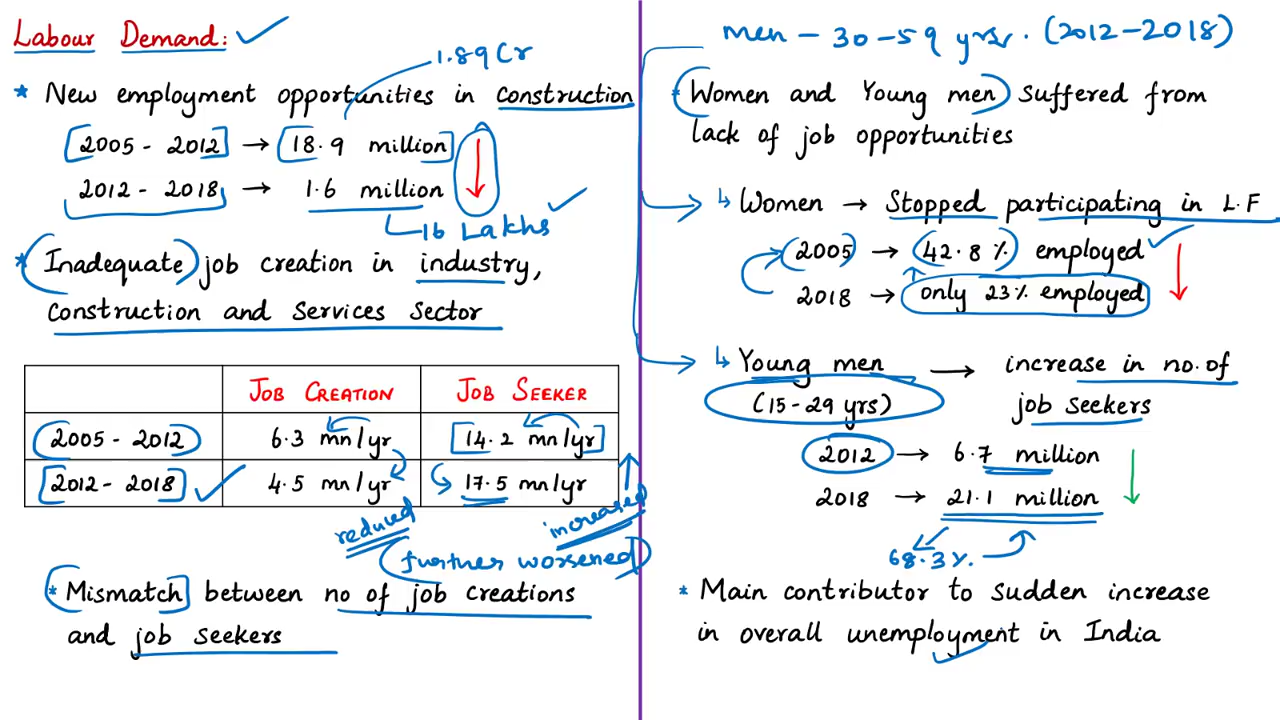 Labour Demand:
1.89 Cr
* New employment opportunities in construction
2005 - 2012 → 18.9 million
2012 - 2018 → 1.6 million
16 Lakhs
* Inadequate job creation in industry,
construction and services sector
JOB CREATION JOB SEEKER
2005 - 2012 6.3 mn/yr 14.2 mn/yr
2012 - 2018 4.5 mn/yr 17.5 mn/yr
reduced increased
further worsened
* Mismatch between no of job creations
and job seekers
men - 30-59 yrs. (2012-2018)
* Women and Young men suffered from
lack of job opportunities
↳ Women → Stopped participating in L.F
2005 → 42.8 % employed
2018 → only 23% employed
↳ Young men → increase in no. of
(15-29 yrs) job seekers
2012 → 6.7 million
2018 → 21.1 million
68.3%.
* Main contributor to sudden increase
in overall unemployment in India